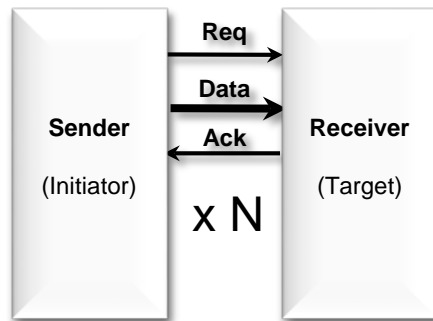 Req
Data
Ack
Sender
(Initiator)
Receiver
(Target)
x N